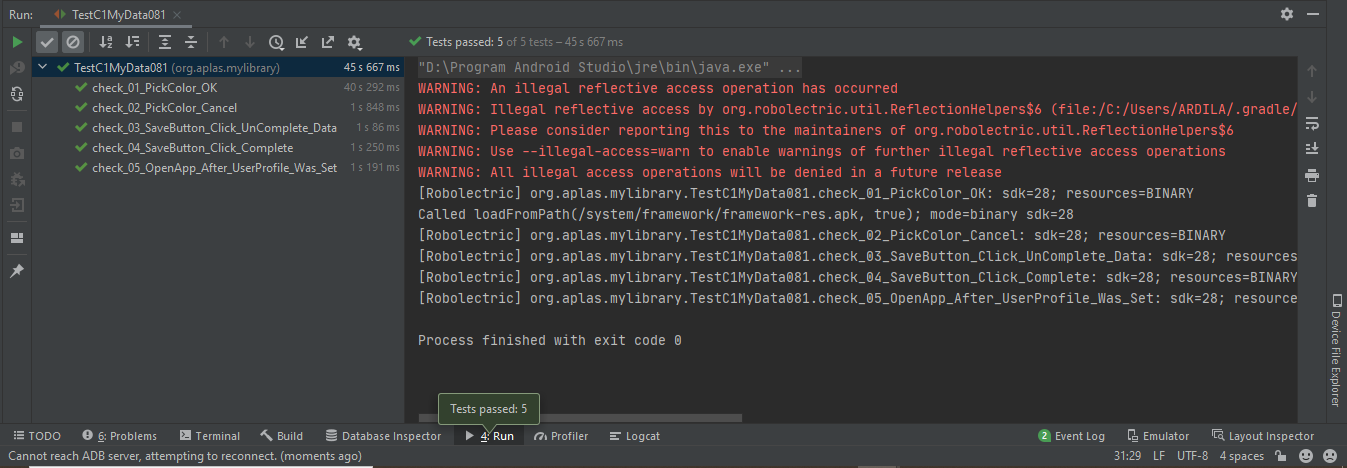 Run: TestC1MyData081
Tests passed: 5 of 5 tests – 45 s 667 ms
TestC1MyData081 (org.aplas.mylibrary) 45 s 667 ms
check_01_PickColor_OK 40 s 292 ms
check_02_PickColor_Cancel 1 s 848 ms
check_03_SaveButton_Click_UnComplete_Data 1 s 86 ms
check_04_SaveButton_Click_Complete 1 s 250 ms
check_05_OpenApp_After_UserProfile_Was_Set 1 s 191 ms
"D:\Program Android Studio\jre\bin\java.exe" ...
WARNING: An illegal reflective access operation has occurred
WARNING: Illegal reflective access by org.robolectric.util.ReflectionHelpers$6 (file:/C:/Users/ARDILA/.gradle/
WARNING: Please consider reporting this to the maintainers of org.robolectric.util.ReflectionHelpers$6
WARNING: Use --illegal-access=warn to enable warnings of further illegal reflective access operations
WARNING: All illegal access operations will be denied in a future release
[Robolectric] org.aplas.mylibrary.TestC1MyData081.check_01_PickColor_OK: sdk=28; resources=BINARY
Called loadFromPath(/system/framework/framework-res.apk, true); mode=binary sdk=28
[Robolectric] org.aplas.mylibrary.TestC1MyData081.check_02_PickColor_Cancel: sdk=28; resources=BINARY
[Robolectric] org.aplas.mylibrary.TestC1MyData081.check_03_SaveButton_Click_UnComplete_Data: sdk=28; resources
[Robolectric] org.aplas.mylibrary.TestC1MyData081.check_04_SaveButton_Click_Complete: sdk=28; resources=BINARY
[Robolectric] org.aplas.mylibrary.TestC1MyData081.check_05_OpenApp_After_UserProfile_Was_Set: sdk=28; resource
Process finished with exit code 0
Device File Explorer
Tests passed: 5
TODO 6: Problems Terminal Build Database Inspector 4: Run Profiler Logcat 2 Event Log Emulator Layout Inspector
Cannot reach ADB server, attempting to reconnect. (moments ago) 31:29 LF UTF-8 4 spaces